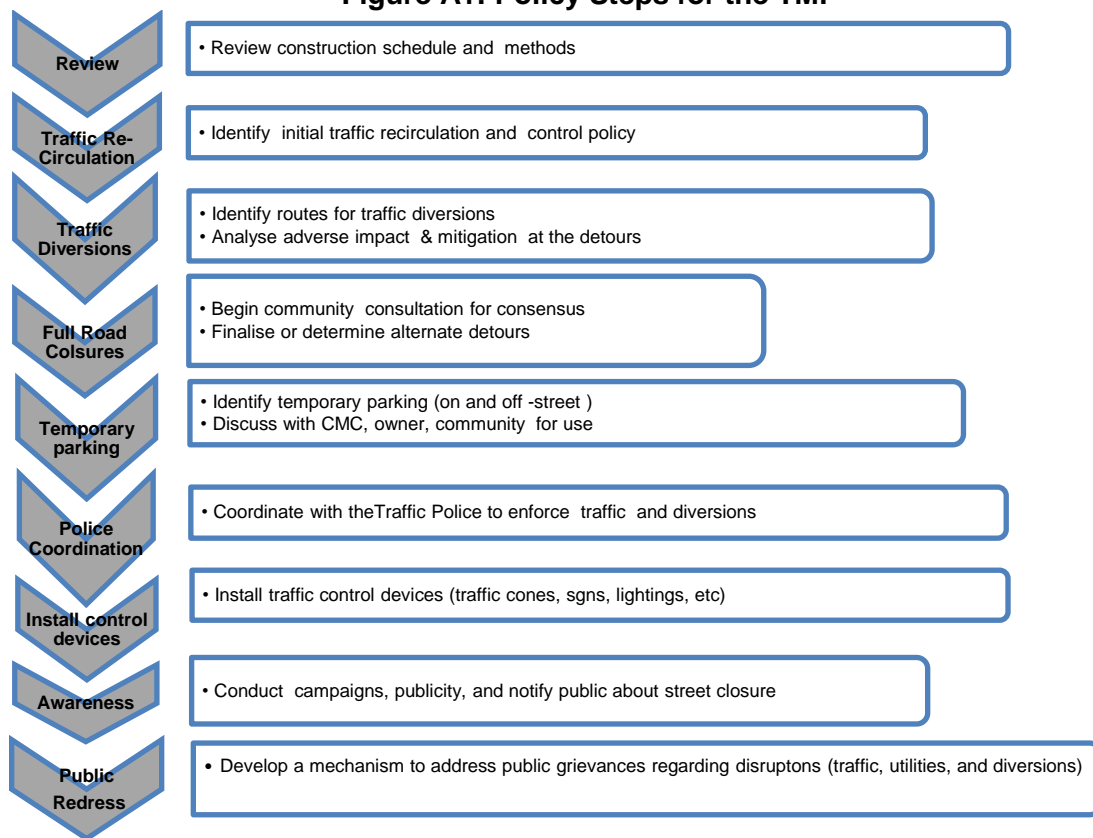 Figure A1: Policy Steps for the TMP
Review
• Review construction schedule and methods
Traffic Re-
Circulation
• Identify initial traffic recirculation and control policy
Traffic
Diversions
• Identify routes for traffic diversions
• Analyse adverse impact & mitigation at the detours
Full Road
Colsures
• Begin community consultation for consensus
• Finalise or determine alternate detours
Temporary
parking
• Identify temporary parking (on and off -street )
• Discuss with CMC, owner, community for use
Police
Coordination
• Coordinate with theTraffic Police to enforce traffic and diversions
Install control
devices
• Install traffic control devices (traffic cones, sgns, lightings, etc)
Awareness
• Conduct campaigns, publicity, and notify public about street closure
Public
Redress
• Develop a mechanism to address public grievances regarding disruptons (traffic, utilities, and diversions)